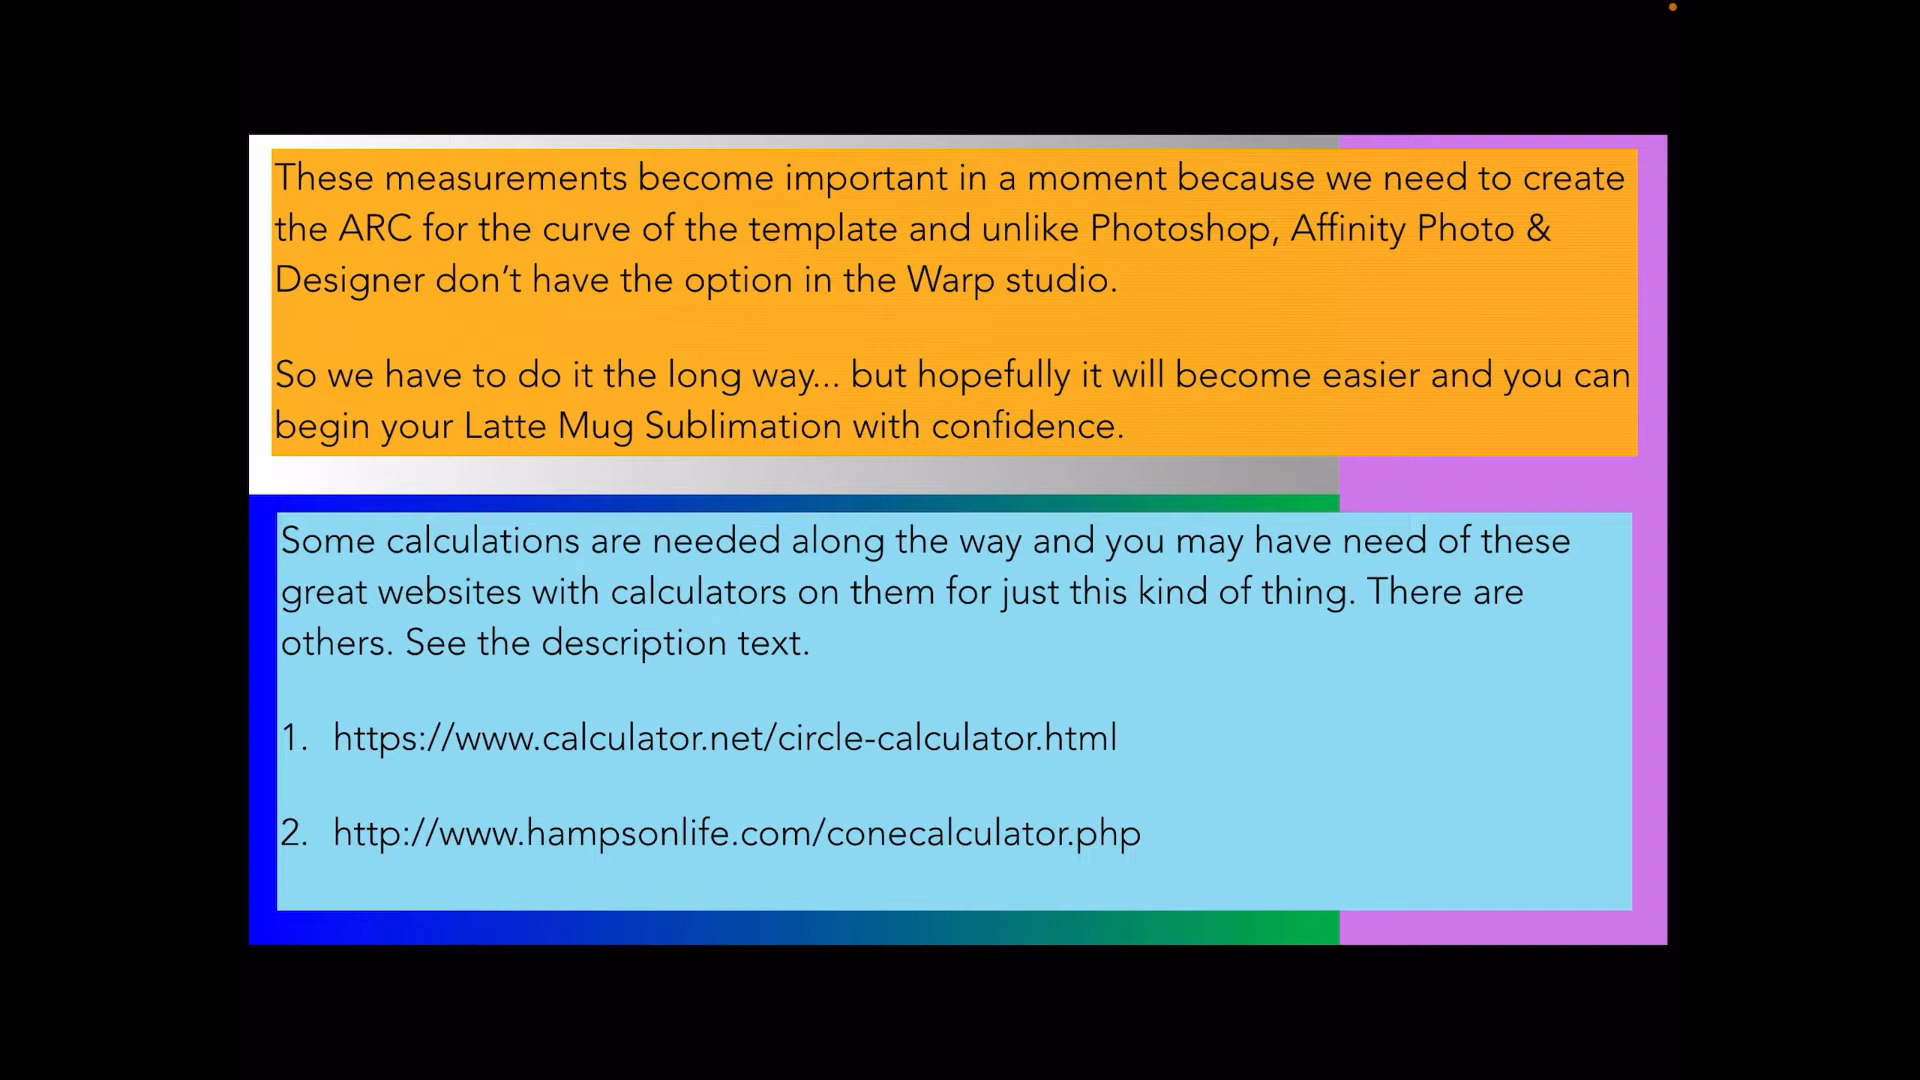 These measurements become important in a moment because we need to create
the ARC for the curve of the template and unlike Photoshop, Affinity Photo &
Designer don’t have the option in the Warp studio.
So we have to do it the long way... but hopefully it will become easier and you can
begin your Latte Mug Sublimation with confidence.
Some calculations are needed along the way and you may have need of these
great websites with calculators on them for just this kind of thing. There are
others. See the description text.
1. https://www.calculator.net/circle-calculator.html
2. http://www.hampsonlife.com/conecalculator.php